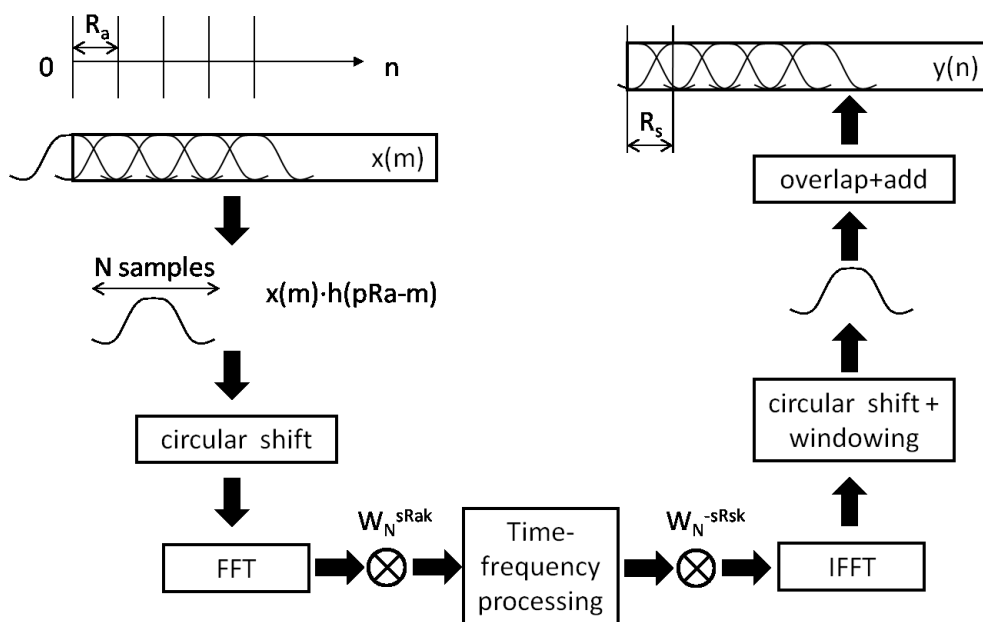 Ra
0
n
x(m)
N samples
x(m)·h(pRa-m)
circular shift
FFT
W_N^sRak
Time-
frequency
processing
W_N^-sRsk
IFFT
circular shift +
windowing
overlap+add
Rs
y(n)